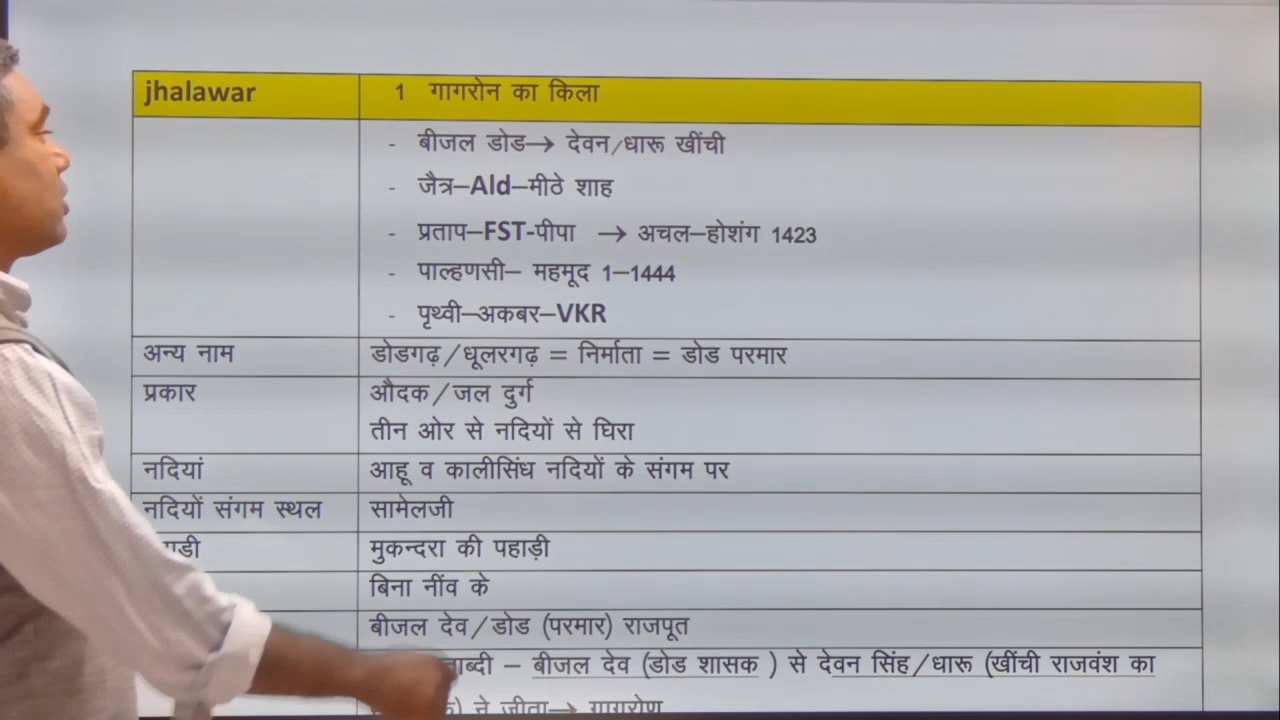 jhalawar 1 गागरोन का किला
- बीजल डोड→ देवन/धारू खींची
- जैत्र–Ald–मीठे शाह
- प्रताप–FST-पीपा → अचल–होशंग 1423
- पाल्हणसी– महमूद 1–1444
- पृथ्वी–अकबर–VKR
अन्य नाम डोडगढ़/धूलरगढ़ = निर्माता = डोड परमार
प्रकार औदक/जल दुर्ग
तीन ओर से नदियों से घिरा
नदियां आहू व कालीसिंध नदियों के संगम पर
नदियों संगम स्थल सामेलजी
मुकन्दरा की पहाड़ी
बिना नींव के
बीजल देव/डोड (परमार) राजपूत
– बीजल देव (डोड शासक ) से देवन सिंह/धारू (खींची राजवंश का
ने जीता→ गागरोण